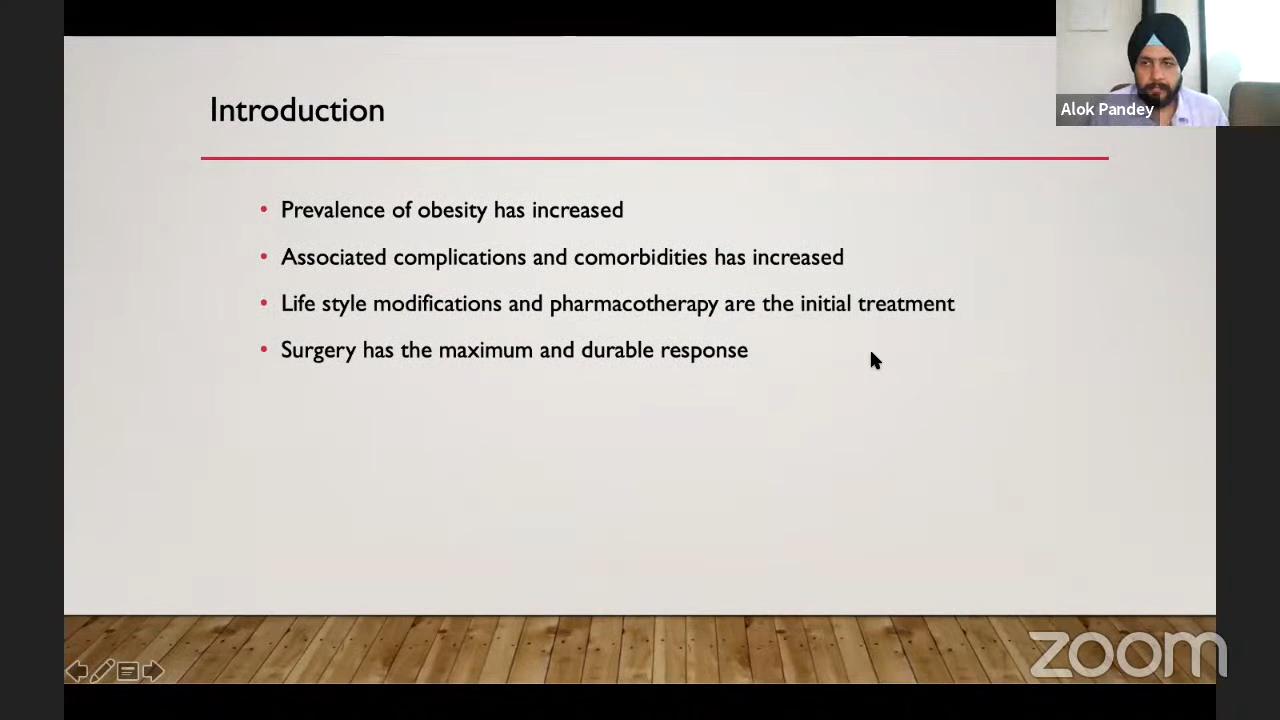 Introduction
Alok Pandey
• Prevalence of obesity has increased
• Associated complications and comorbidities has increased
• Life style modifications and pharmacotherapy are the initial treatment
• Surgery has the maximum and durable response
zoom